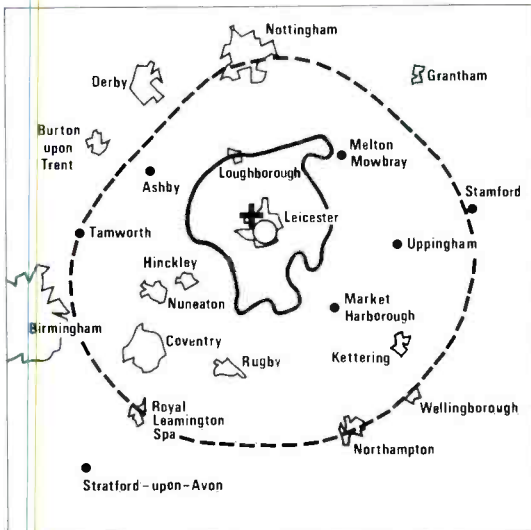 Nottingham
Derby
Grantham
Burton
upon
Trent
Melton
Mowbray
Loughborough
Ashby
Stamford
Leicester
Tamworth
Uppingham
Hinckley
Nuneaton
Market
Harborough
Birmingham
Coventry
Kettering
Rugby
Royal
Leamington
Spa
Wellingborough
Northampton
Stratford-upon-Avon